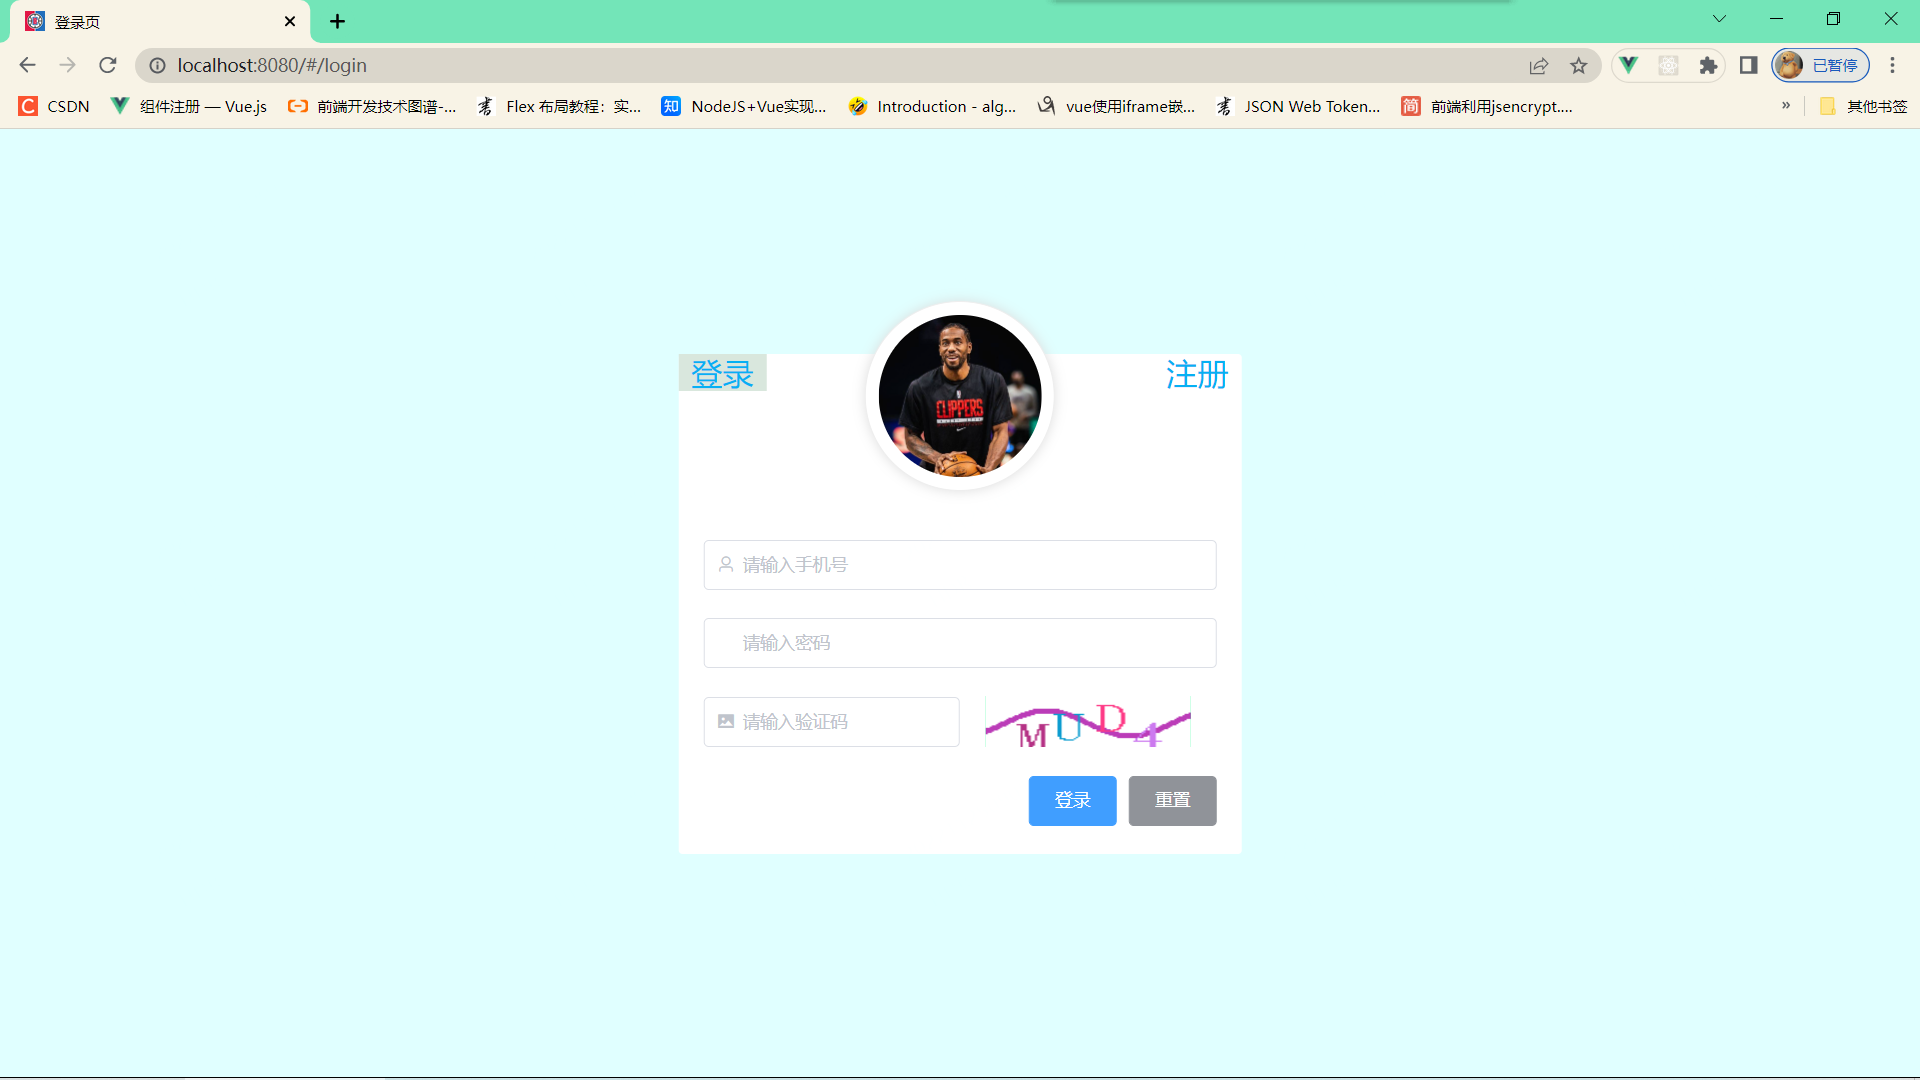 登录页
localhost:8080/#/login
已暂停
CSDN
组件注册 — Vue.js
前端开发技术图谱-...
Flex 布局教程：实...
知
NodeJS+Vue实现...
Introduction - alg...
vue使用iframe嵌...
JSON Web Token...
简
前端利用jsencrypt....
»
其他书签
登录
注册
CLIPPERS
请输入手机号
请输入密码
请输入验证码
MUD4
登录
重置